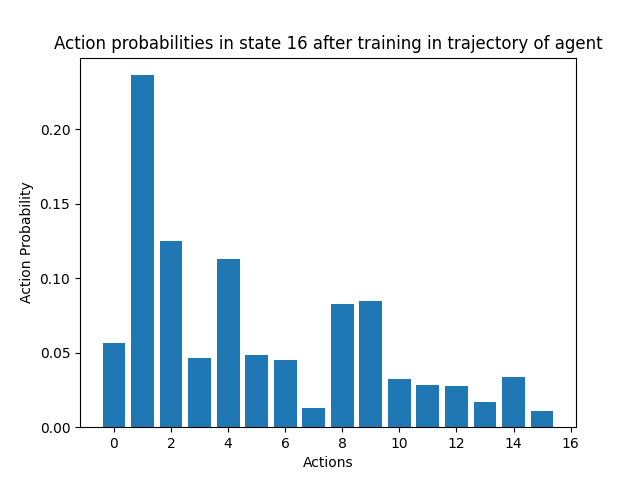 Action probabilities in state 16 after training in trajectory of agent
0.20
0.15
0.10
0.05
0.00
Action Probability
0 2 4 6 8 10 12 14 16
Actions